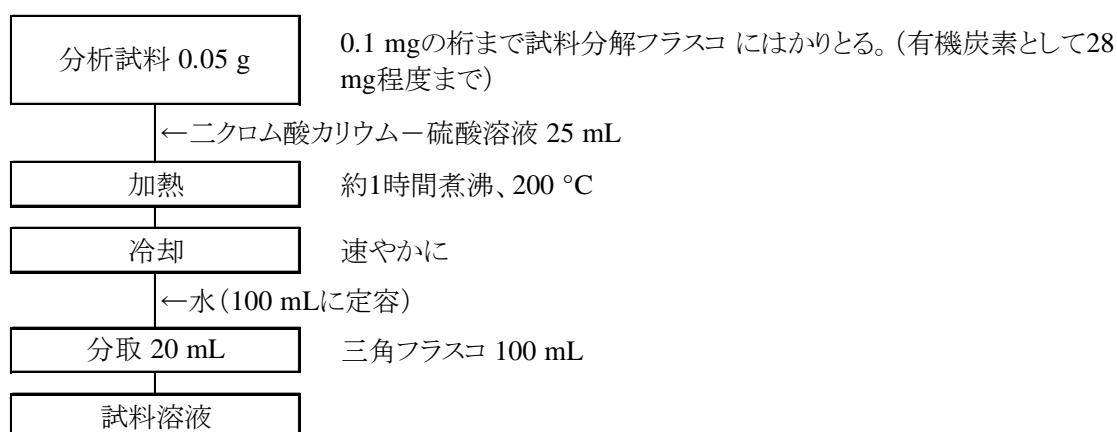 分析試料 0.05 g
0.1 mgの桁まで試料分解フラスコ にはかりとる。（有機炭素として28
mg程度まで）
←二クロム酸カリウム－硫酸溶液 25 mL
加熱
約1時間煮沸、200 °C
冷却
速やかに
←水（100 mLに定容）
分取 20 mL
三角フラスコ 100 mL
試料溶液